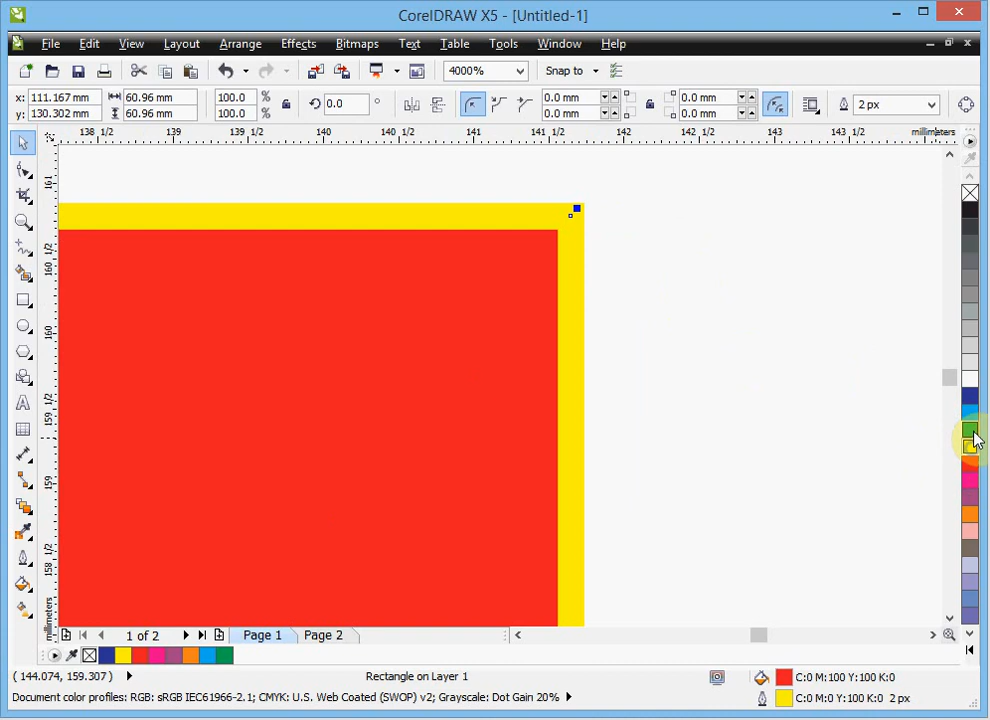 CorelDRAW X5 - [Untitled-1]
File Edit View Layout Arrange Effects Bitmaps Text Table Tools Window Help
4000% Snap to
x: 111.167 mm 60.96 mm 100.0 % 0.0 ° 0.0 mm 0.0 mm 2 px
y: 130.302 mm 60.96 mm 100.0 % 0.0 mm 0.0 mm
138 1/2 139 139 1/2 140 140 1/2 141 141 1/2 142 142 1/2 143 143 1/2 millimeters
161
160 1/2
160
159 1/2
159
158 1/2
millimeters
1 of 2 Page 1 Page 2
( 144.074, 159.307 ) Rectangle on Layer 1 C:0 M:100 Y:100 K:0
Document color profiles: RGB: sRGB IEC61966-2.1; CMYK: U.S. Web Coated (SWOP) v2; Grayscale: Dot Gain 20% C:0 M:0 Y:100 K:0 2 px